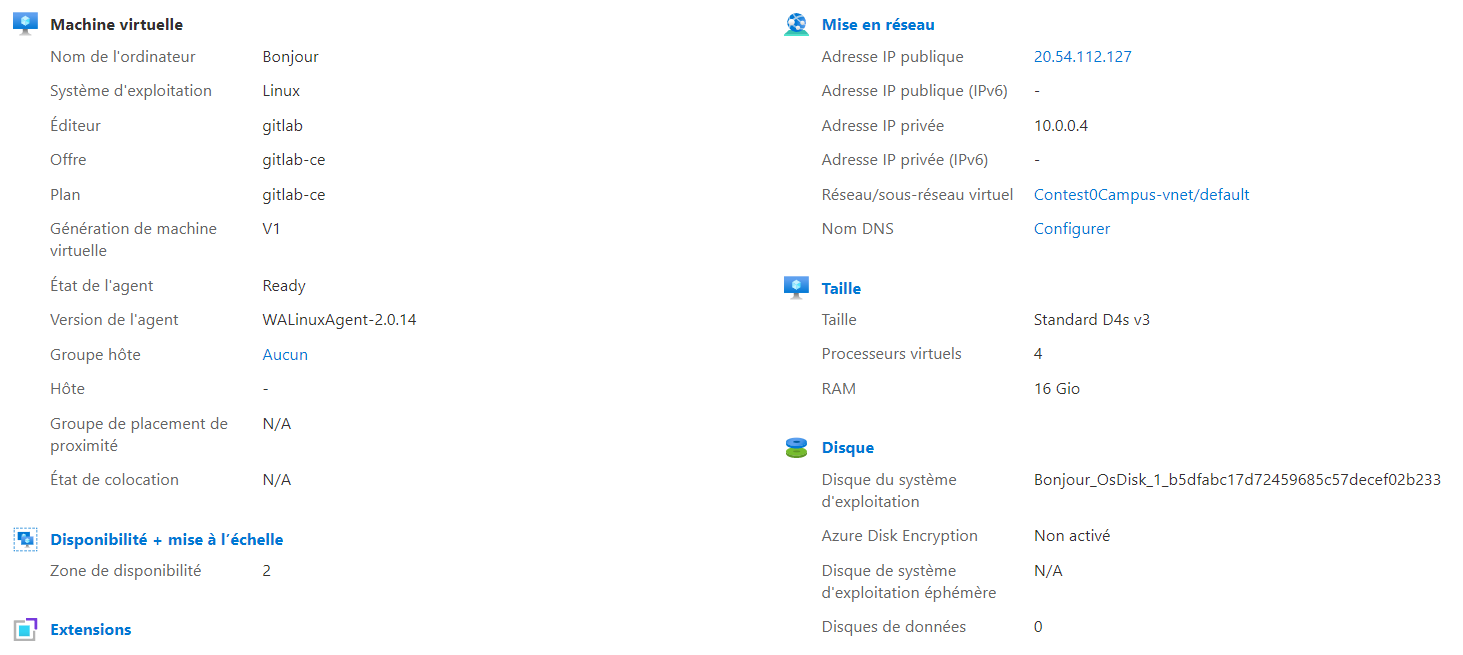 Machine virtuelle
Nom de l'ordinateur Bonjour
Système d'exploitation Linux
Éditeur gitlab
Offre gitlab-ce
Plan gitlab-ce
Génération de machine V1
virtuelle
État de l'agent Ready
Version de l'agent WALinuxAgent-2.0.14
Groupe hôte Aucun
Hôte -
Groupe de placement de N/A
proximité
État de colocation N/A
Disponibilité + mise à l’échelle
Zone de disponibilité 2
Extensions
Mise en réseau
Adresse IP publique 20.54.112.127
Adresse IP publique (IPv6) -
Adresse IP privée 10.0.0.4
Adresse IP privée (IPv6) -
Réseau/sous-réseau virtuel Contest0Campus-vnet/default
Nom DNS Configurer
Taille
Taille Standard D4s v3
Processeurs virtuels 4
RAM 16 Gio
Disque
Disque du système Bonjour_OsDisk_1_b5dfabc17d72459685c57decef02b233
d'exploitation
Azure Disk Encryption Non activé
Disque de système N/A
d'exploitation éphémère
Disques de données 0